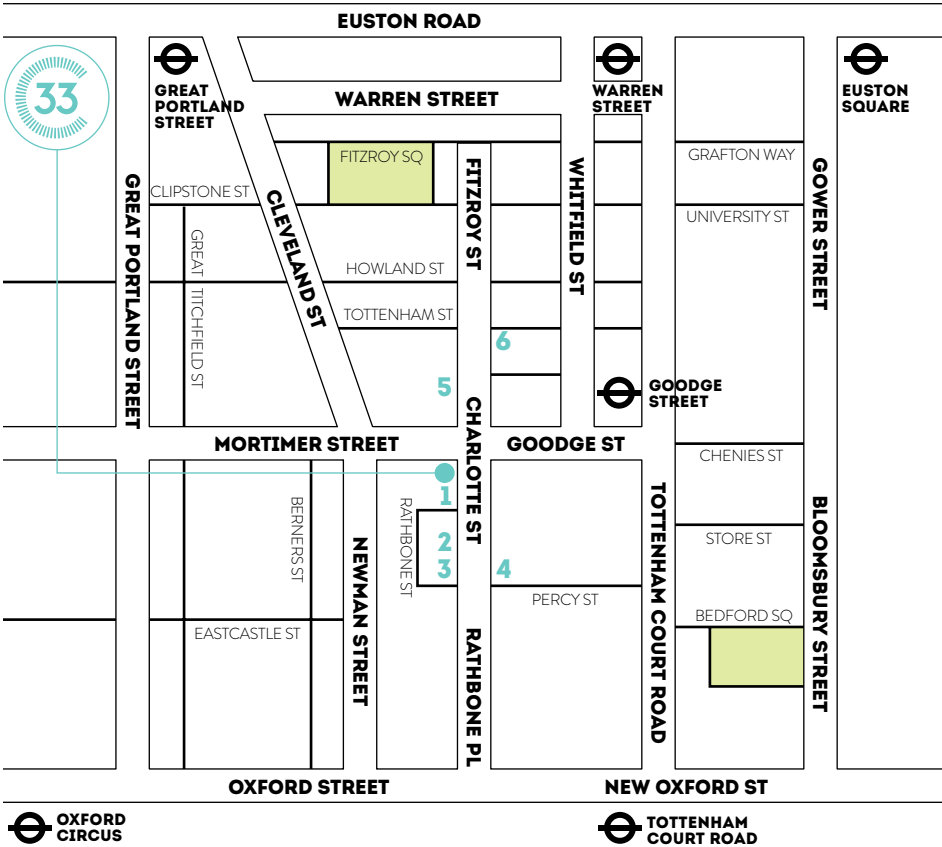 EUSTON ROAD
33
GREAT
PORTLAND
STREET
WARREN STREET
WARREN
STREET
EUSTON
SQUARE
FITZROY SQ
GRAFTON WAY
CLIPSTONE ST
UNIVERSITY ST
GREAT PORTLAND STREET
GREAT TITCHFIELD ST
CLEVELAND ST
FITZROY ST
WHITFIELD ST
GOWER STREET
HOWLAND ST
TOTTENHAM ST
6
5
GOODGE
STREET
MORTIMER STREET
CHARLOTTE ST
GOODGE ST
CHENIES ST
1
2
3
4
BERNERS ST
NEWMAN STREET
RATHBONE ST
RATHBONE PL
TOTTENHAM COURT ROAD
STORE ST
BLOOMSBURY STREET
PERCY ST
BEDFORD SQ
EASTCASTLE ST
OXFORD STREET
NEW OXFORD ST
OXFORD
CIRCUS
TOTTENHAM
COURT ROAD